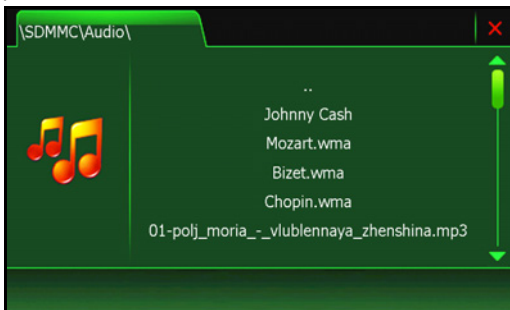 \SDMMC\Audio\
..
Johnny Cash
Mozart.wma
Bizet.wma
Chopin.wma
01-polj_moria_-_vlublennaya_zhenshina.mp3